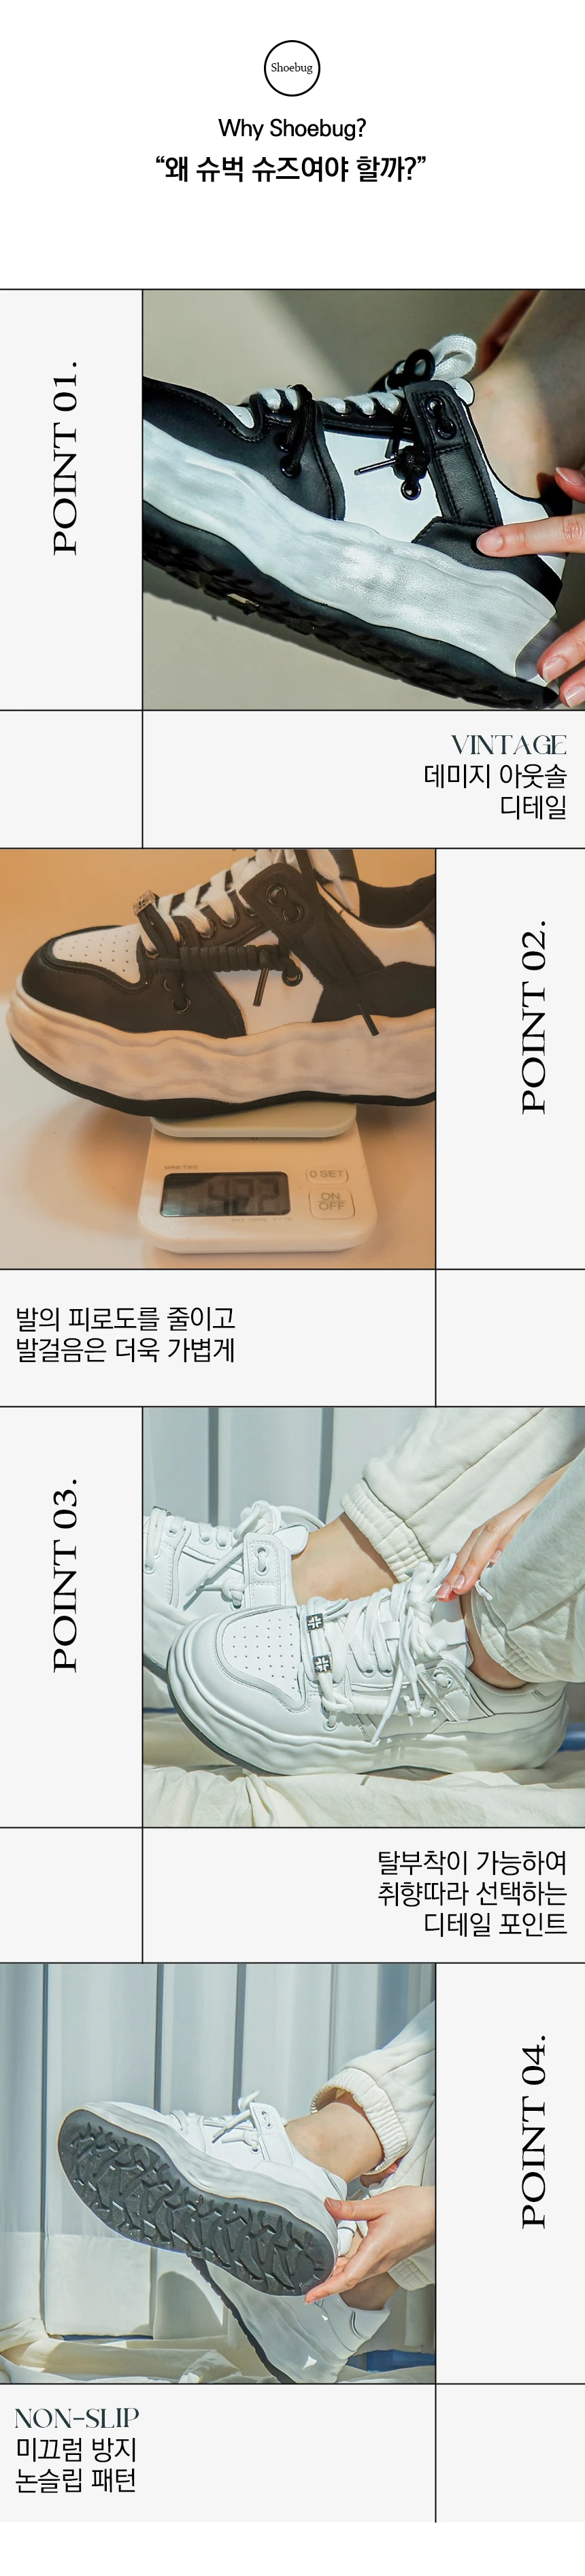 Shoebug
Why Shoebug?
“왜 슈벅 슈즈여야 할까?”
POINT 01.
VINTAGE
데미지 아웃솔
디테일
POINT 02.
0 SET
ON
OFF
발의 피로도를 줄이고
발걸음은 더욱 가볍게
POINT 03.
탈부착이 가능하여
취향따라 선택하는
디테일 포인트
POINT 04.
NON-SLIP
미끄럼 방지
논슬립 패턴